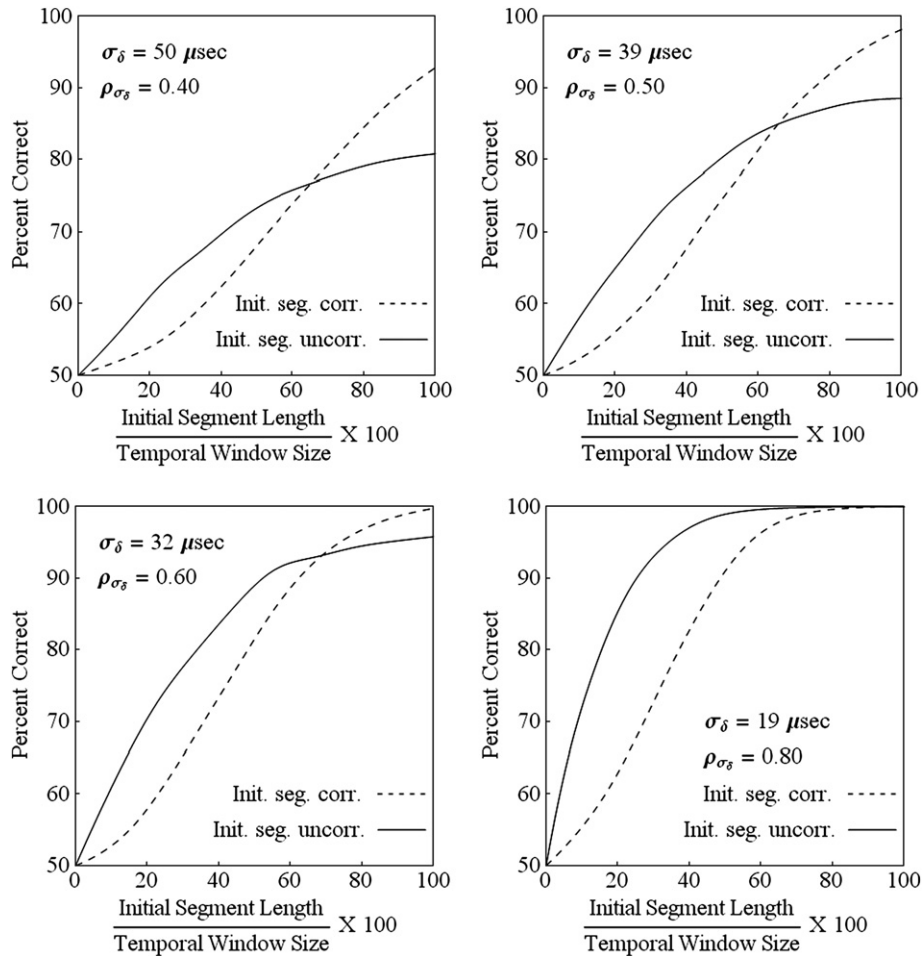 100
90
80
70
60
50
Percent Correct
σδ = 50 μsec
ρσδ = 0.40
Init. seg. corr.
Init. seg. uncorr.
0 20 40 60 80 100
Initial Segment Length
Temporal Window Size
X 100
100
90
80
70
60
50
Percent Correct
σδ = 39 μsec
ρσδ = 0.50
Init. seg. corr.
Init. seg. uncorr.
0 20 40 60 80 100
Initial Segment Length
Temporal Window Size
X 100
100
90
80
70
60
50
Percent Correct
σδ = 32 μsec
ρσδ = 0.60
Init. seg. corr.
Init. seg. uncorr.
0 20 40 60 80 100
Initial Segment Length
Temporal Window Size
X 100
100
90
80
70
60
50
Percent Correct
σδ = 19 μsec
ρσδ = 0.80
Init. seg. corr.
Init. seg. uncorr.
0 20 40 60 80 100
Initial Segment Length
Temporal Window Size
X 100